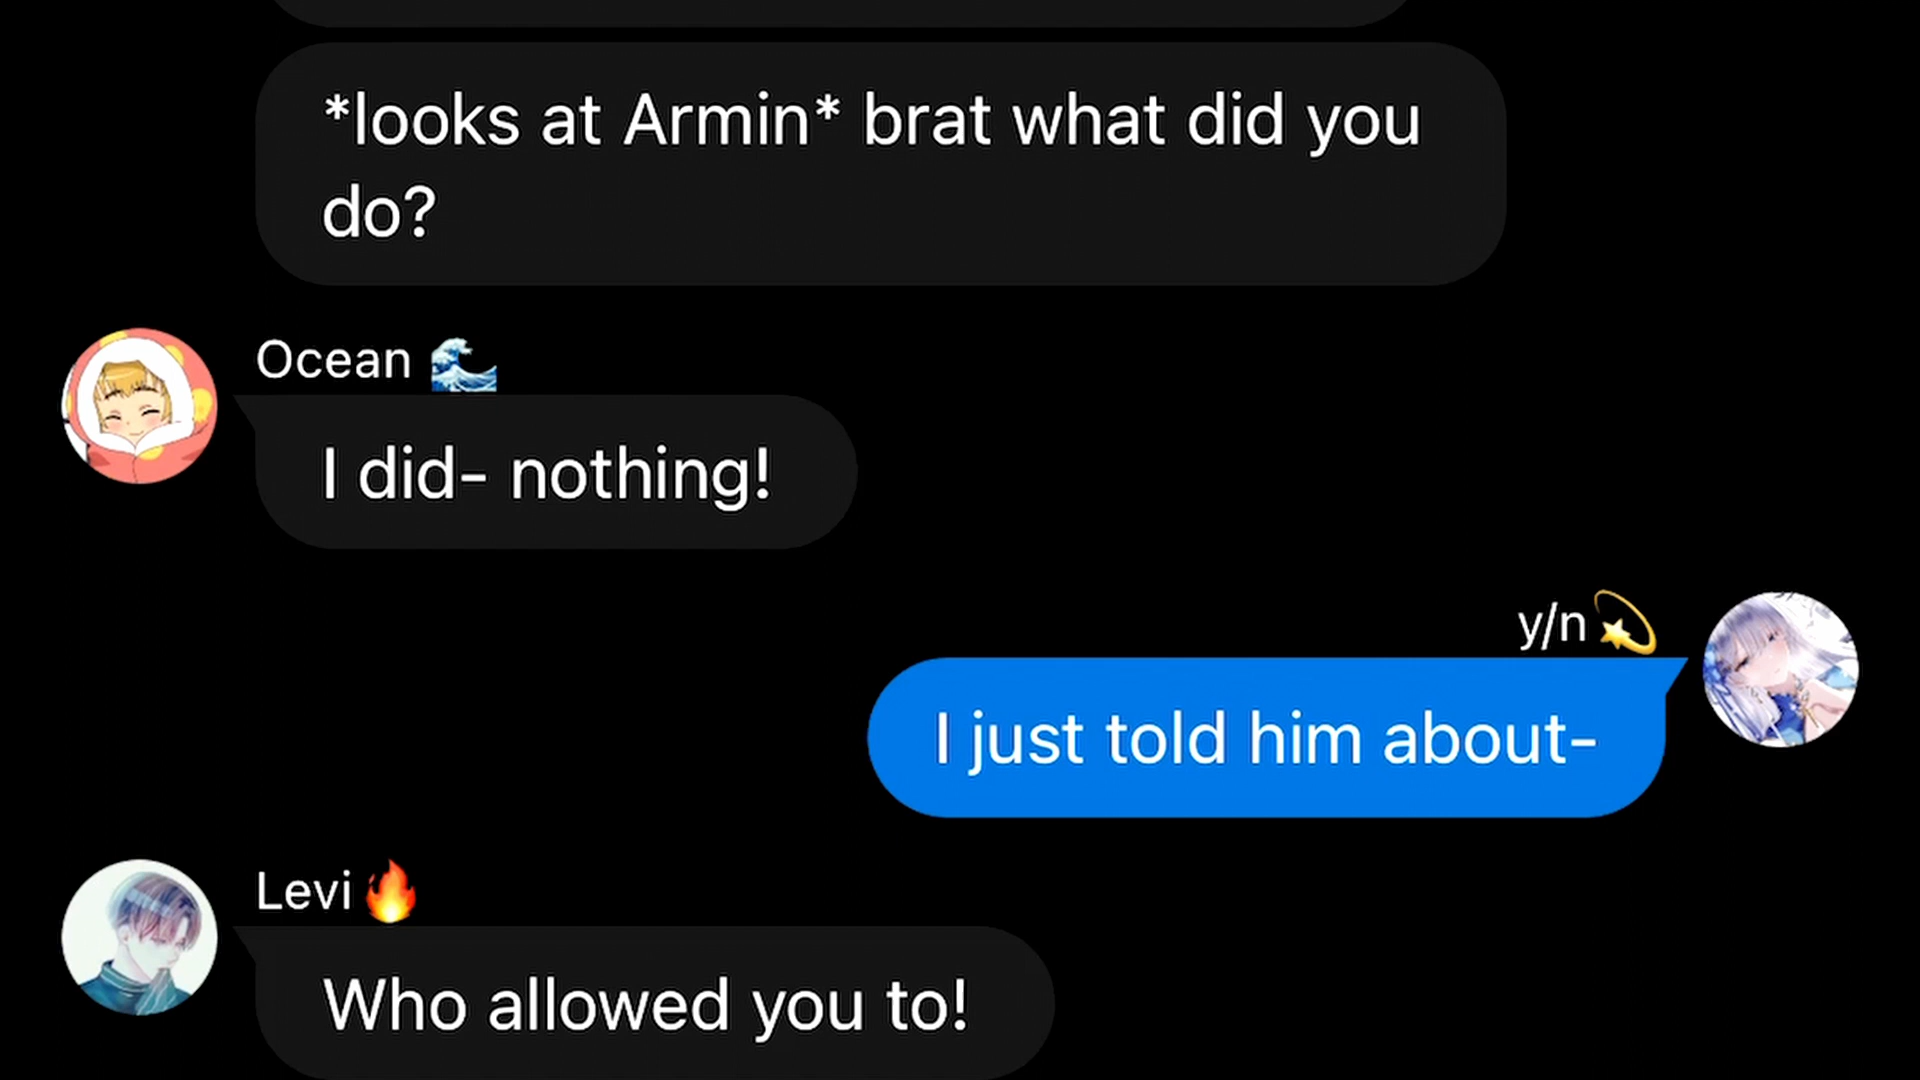 *looks at Armin* brat what did you
do?
Ocean 🌊
I did- nothing!
y/n💫
I just told him about-
Levi🔥
Who allowed you to!